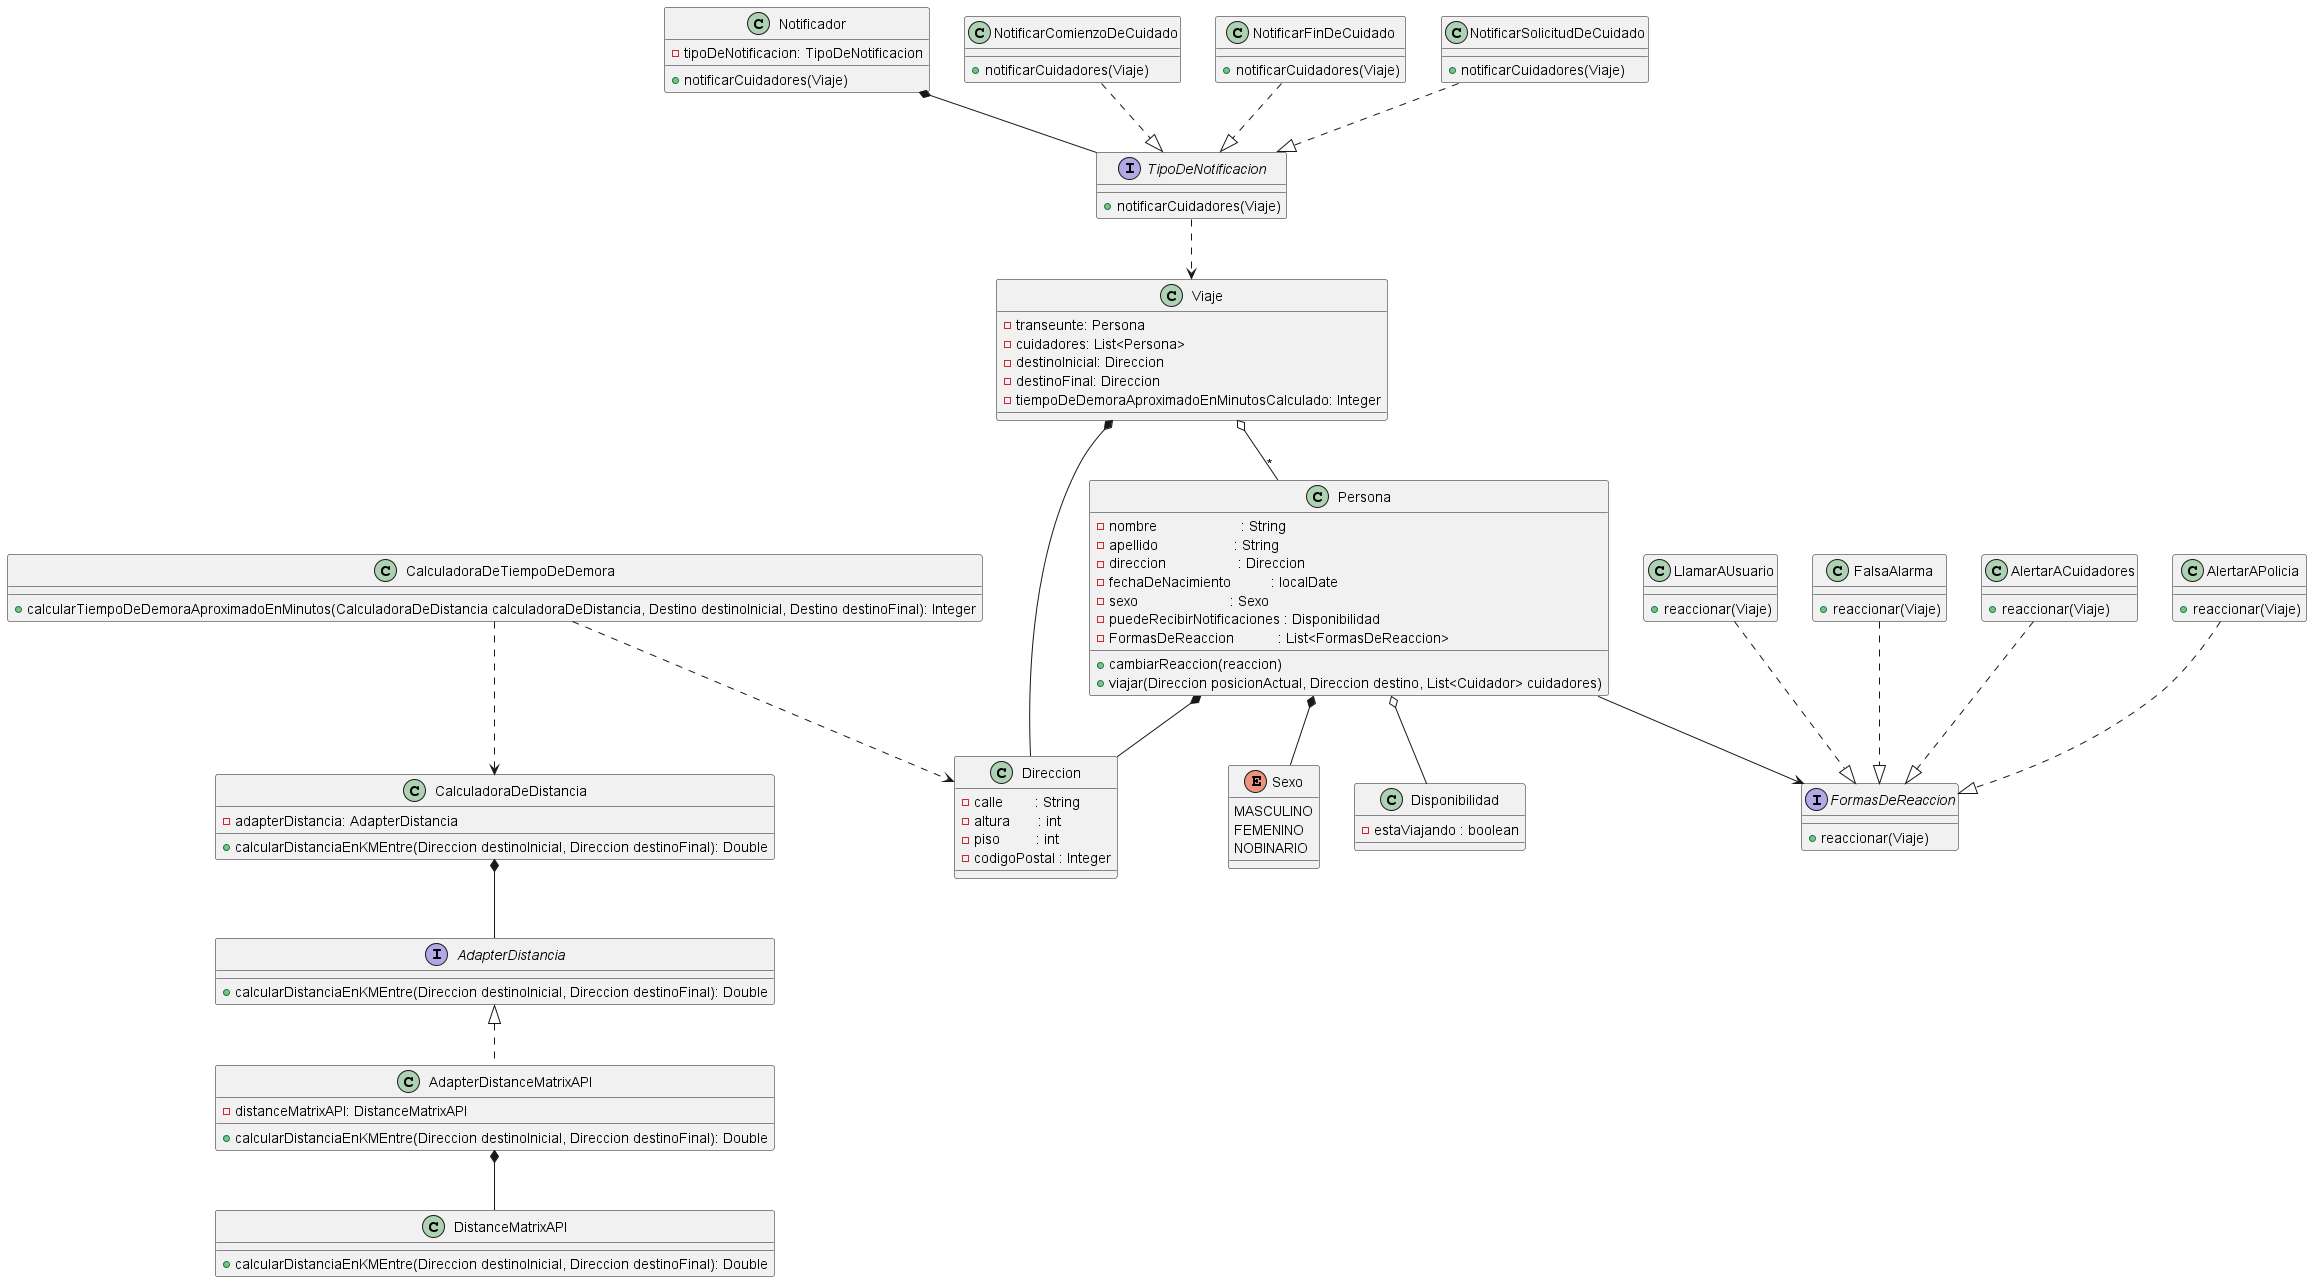 Notificador
tipoDeNotificacion: TipoDeNotificacion
notificarCuidadores(Viaje)
NotificarComienzoDeCuidado
notificarCuidadores(Viaje)
NotificarFinDeCuidado
notificarCuidadores(Viaje)
NotificarSolicitudDeCuidado
notificarCuidadores(Viaje)
TipoDeNotificacion
notificarCuidadores(Viaje)
Viaje
transeunte: Persona
cuidadores: List<Persona>
destinoInicial: Direccion
destinoFinal: Direccion
tiempoDeDemoraAproximadoEnMinutosCalculado: Integer
*
Persona
nombre : String
apellido : String
direccion : Direccion
fechaDeNacimiento : localDate
sexo : Sexo
puedeRecibirNotificaciones : Disponibilidad
FormasDeReaccion : List<FormasDeReaccion>
cambiarReaccion(reaccion)
viajar(Direccion posicionActual, Direccion destino, List<Cuidador> cuidadores)
CalculadoraDeTiempoDeDemora
calcularTiempoDeDemoraAproximadoEnMinutos(CalculadoraDeDistancia calculadoraDeDistancia, Destino destinoInicial, Destino destinoFinal): Integer
LlamarAUsuario
reaccionar(Viaje)
FalsaAlarma
reaccionar(Viaje)
AlertarACuidadores
reaccionar(Viaje)
AlertarAPolicia
reaccionar(Viaje)
CalculadoraDeDistancia
adapterDistancia: AdapterDistancia
calcularDistanciaEnKMEntre(Direccion destinoInicial, Direccion destinoFinal): Double
Direccion
calle : String
altura : int
piso : int
codigoPostal : Integer
Sexo
MASCULINO
FEMENINO
NOBINARIO
Disponibilidad
estaViajando : boolean
FormasDeReaccion
reaccionar(Viaje)
AdapterDistancia
calcularDistanciaEnKMEntre(Direccion destinoInicial, Direccion destinoFinal): Double
AdapterDistanceMatrixAPI
distanceMatrixAPI: DistanceMatrixAPI
calcularDistanciaEnKMEntre(Direccion destinoInicial, Direccion destinoFinal): Double
DistanceMatrixAPI
calcularDistanciaEnKMEntre(Direccion destinoInicial, Direccion destinoFinal): Double